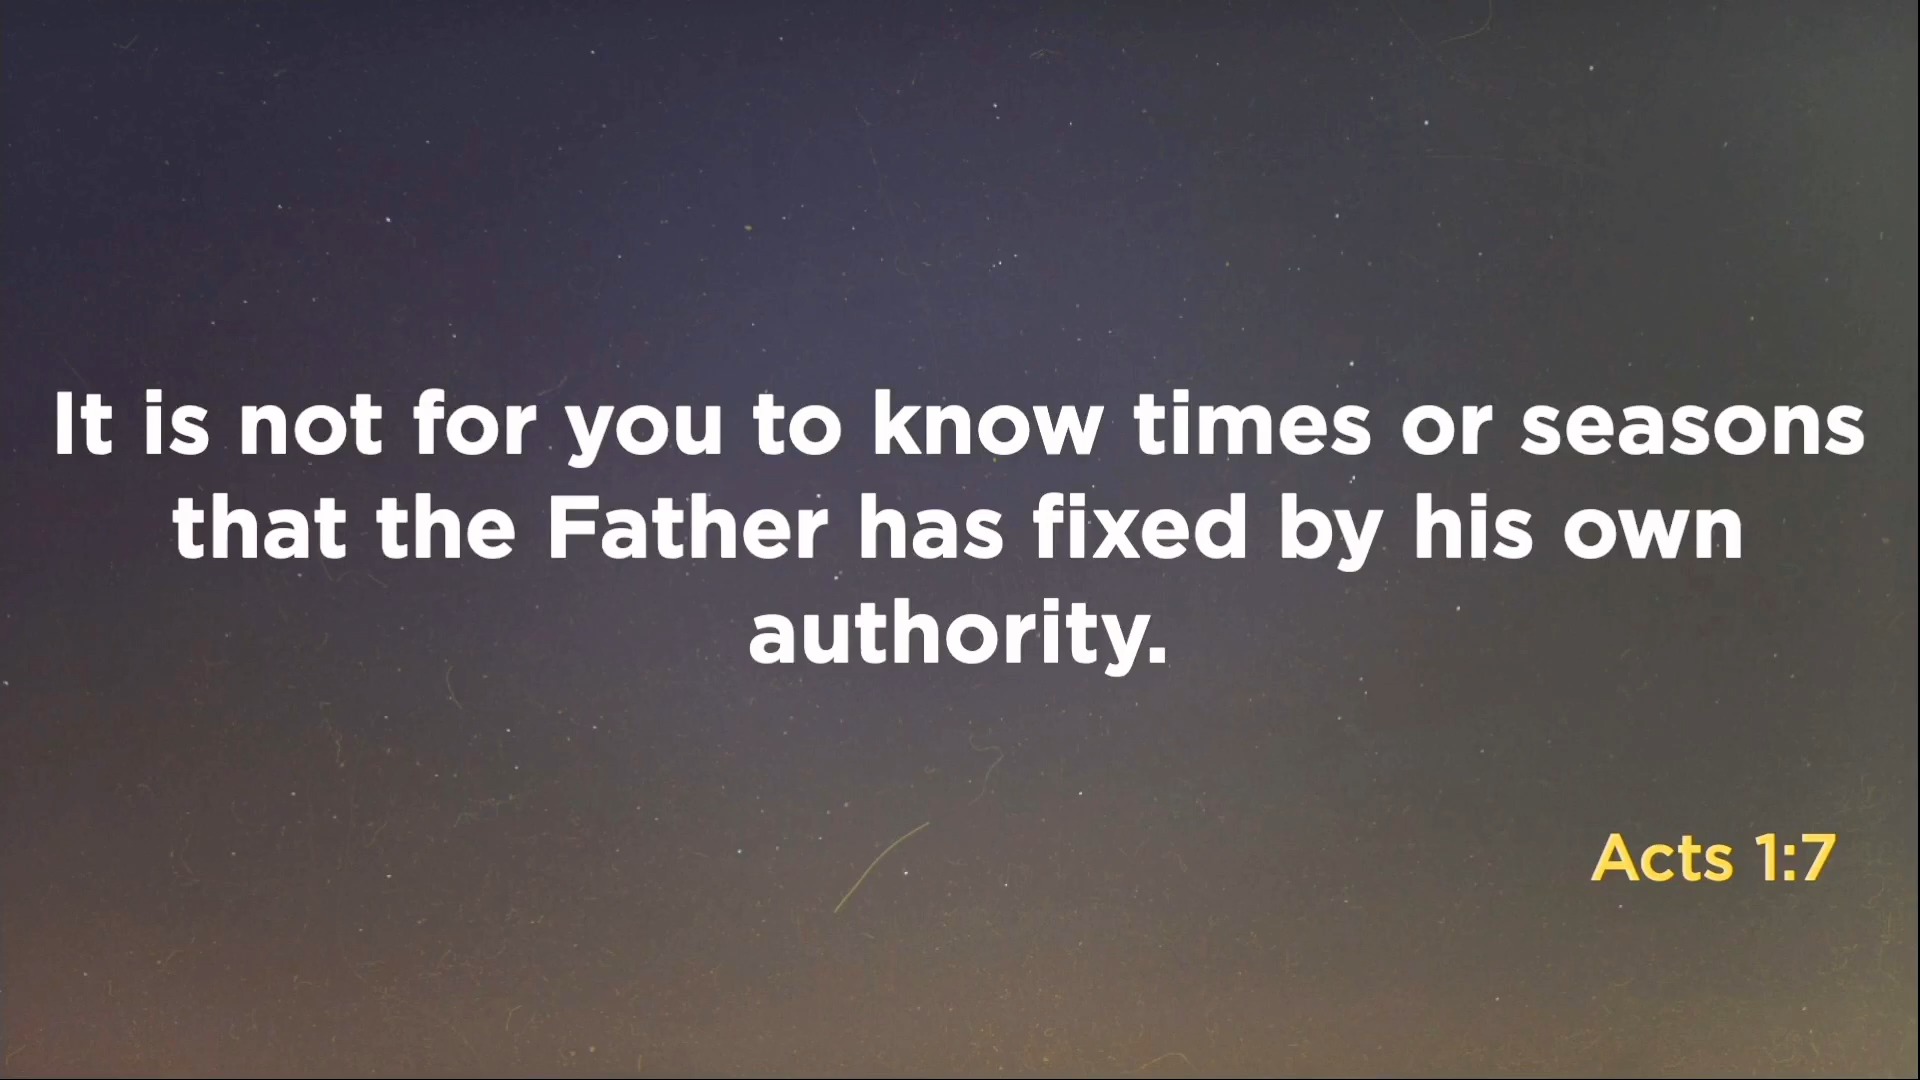 It is not for you to know times or seasons
that the Father has fixed by his own
authority.
Acts 1:7